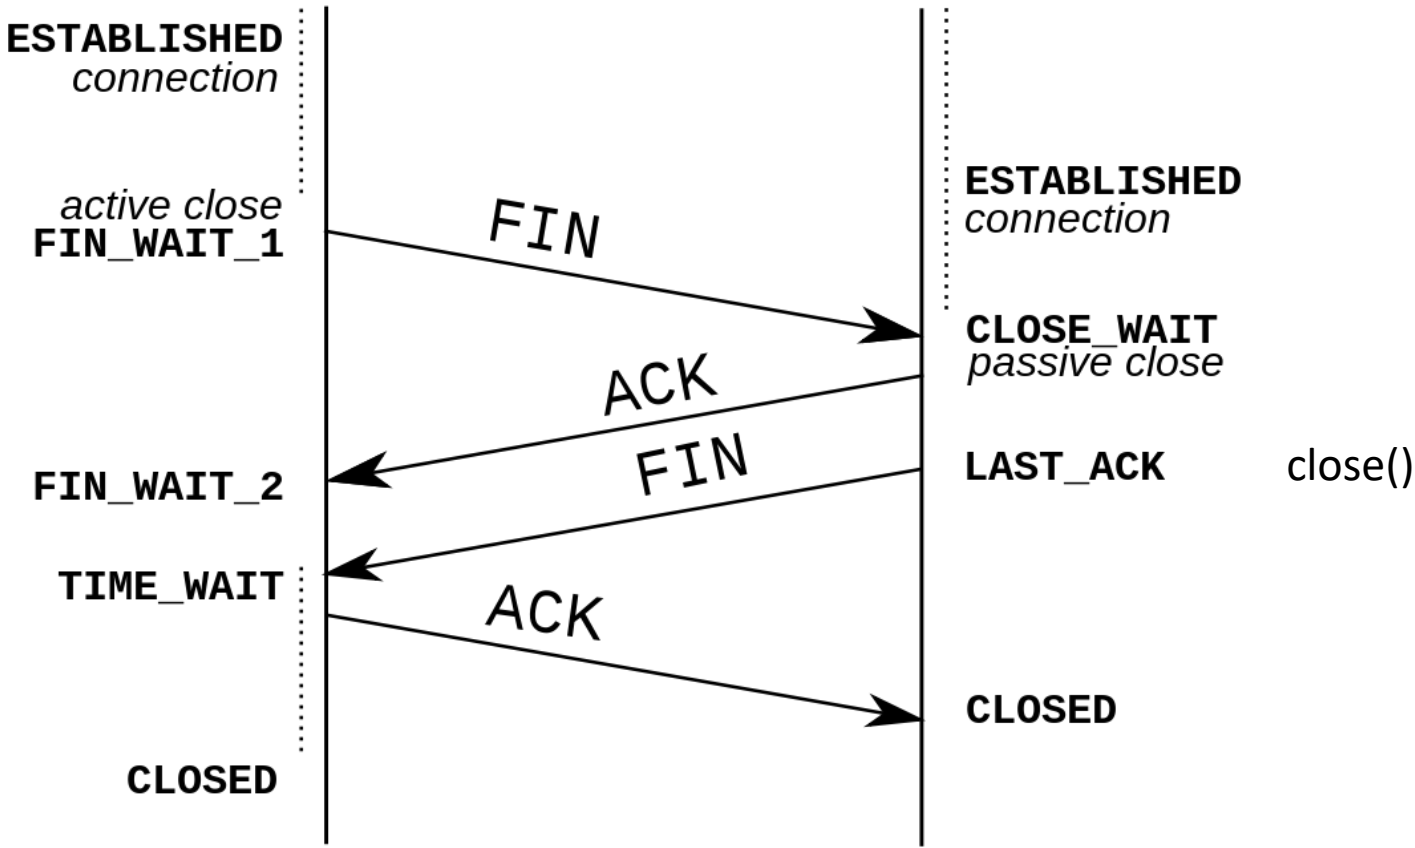 ESTABLISHED
connection
active close
FIN_WAIT_1
FIN
ESTABLISHED
connection
CLOSE_WAIT
passive close
ACK
FIN
LAST_ACK close()
FIN_WAIT_2
TIME_WAIT
ACK
CLOSED
CLOSED